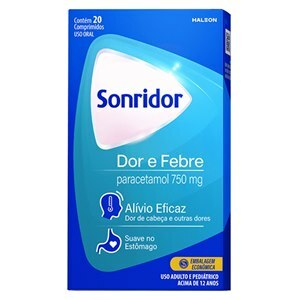 Contém 20
Comprimidos
USO ORAL
HALEON
Sonridor
Dor e Febre
paracetamol 750 mg
Alívio Eficaz
Dor de cabeça e outras dores
Suave no
Estômago
EMBALAGEM
ECONÔMICA
USO ADULTO E PEDIÁTRICO
ACIMA DE 12 ANOS